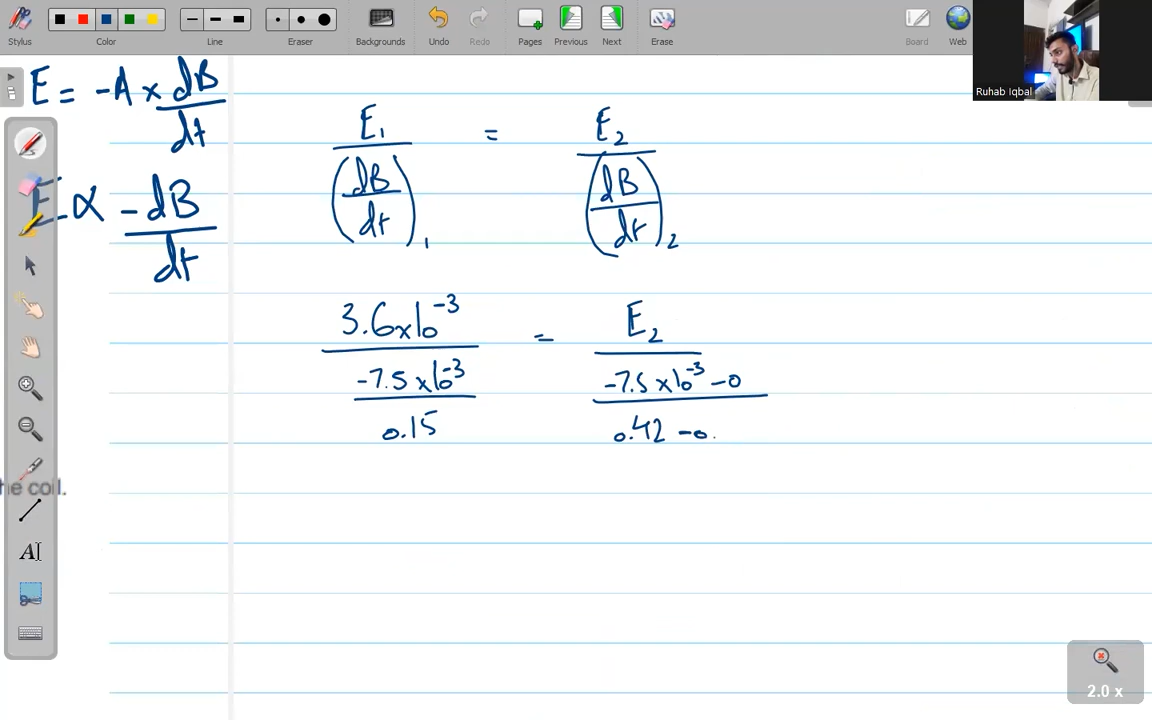 Stylus Color Line Eraser Backgrounds Undo Redo Pages Previous Next Erase Board Web
Ruhab Iqbal
E = -A × dB/dt
E ∝ -dB/dt
E₁/(dB/dt)₁ = E₂/(dB/dt)₂
3.6×10⁻³/(-7.5×10⁻³/0.15) = E₂/((-7.5×10⁻³ -0)/(0.42 -0.))
he coil.
A
2.0 x